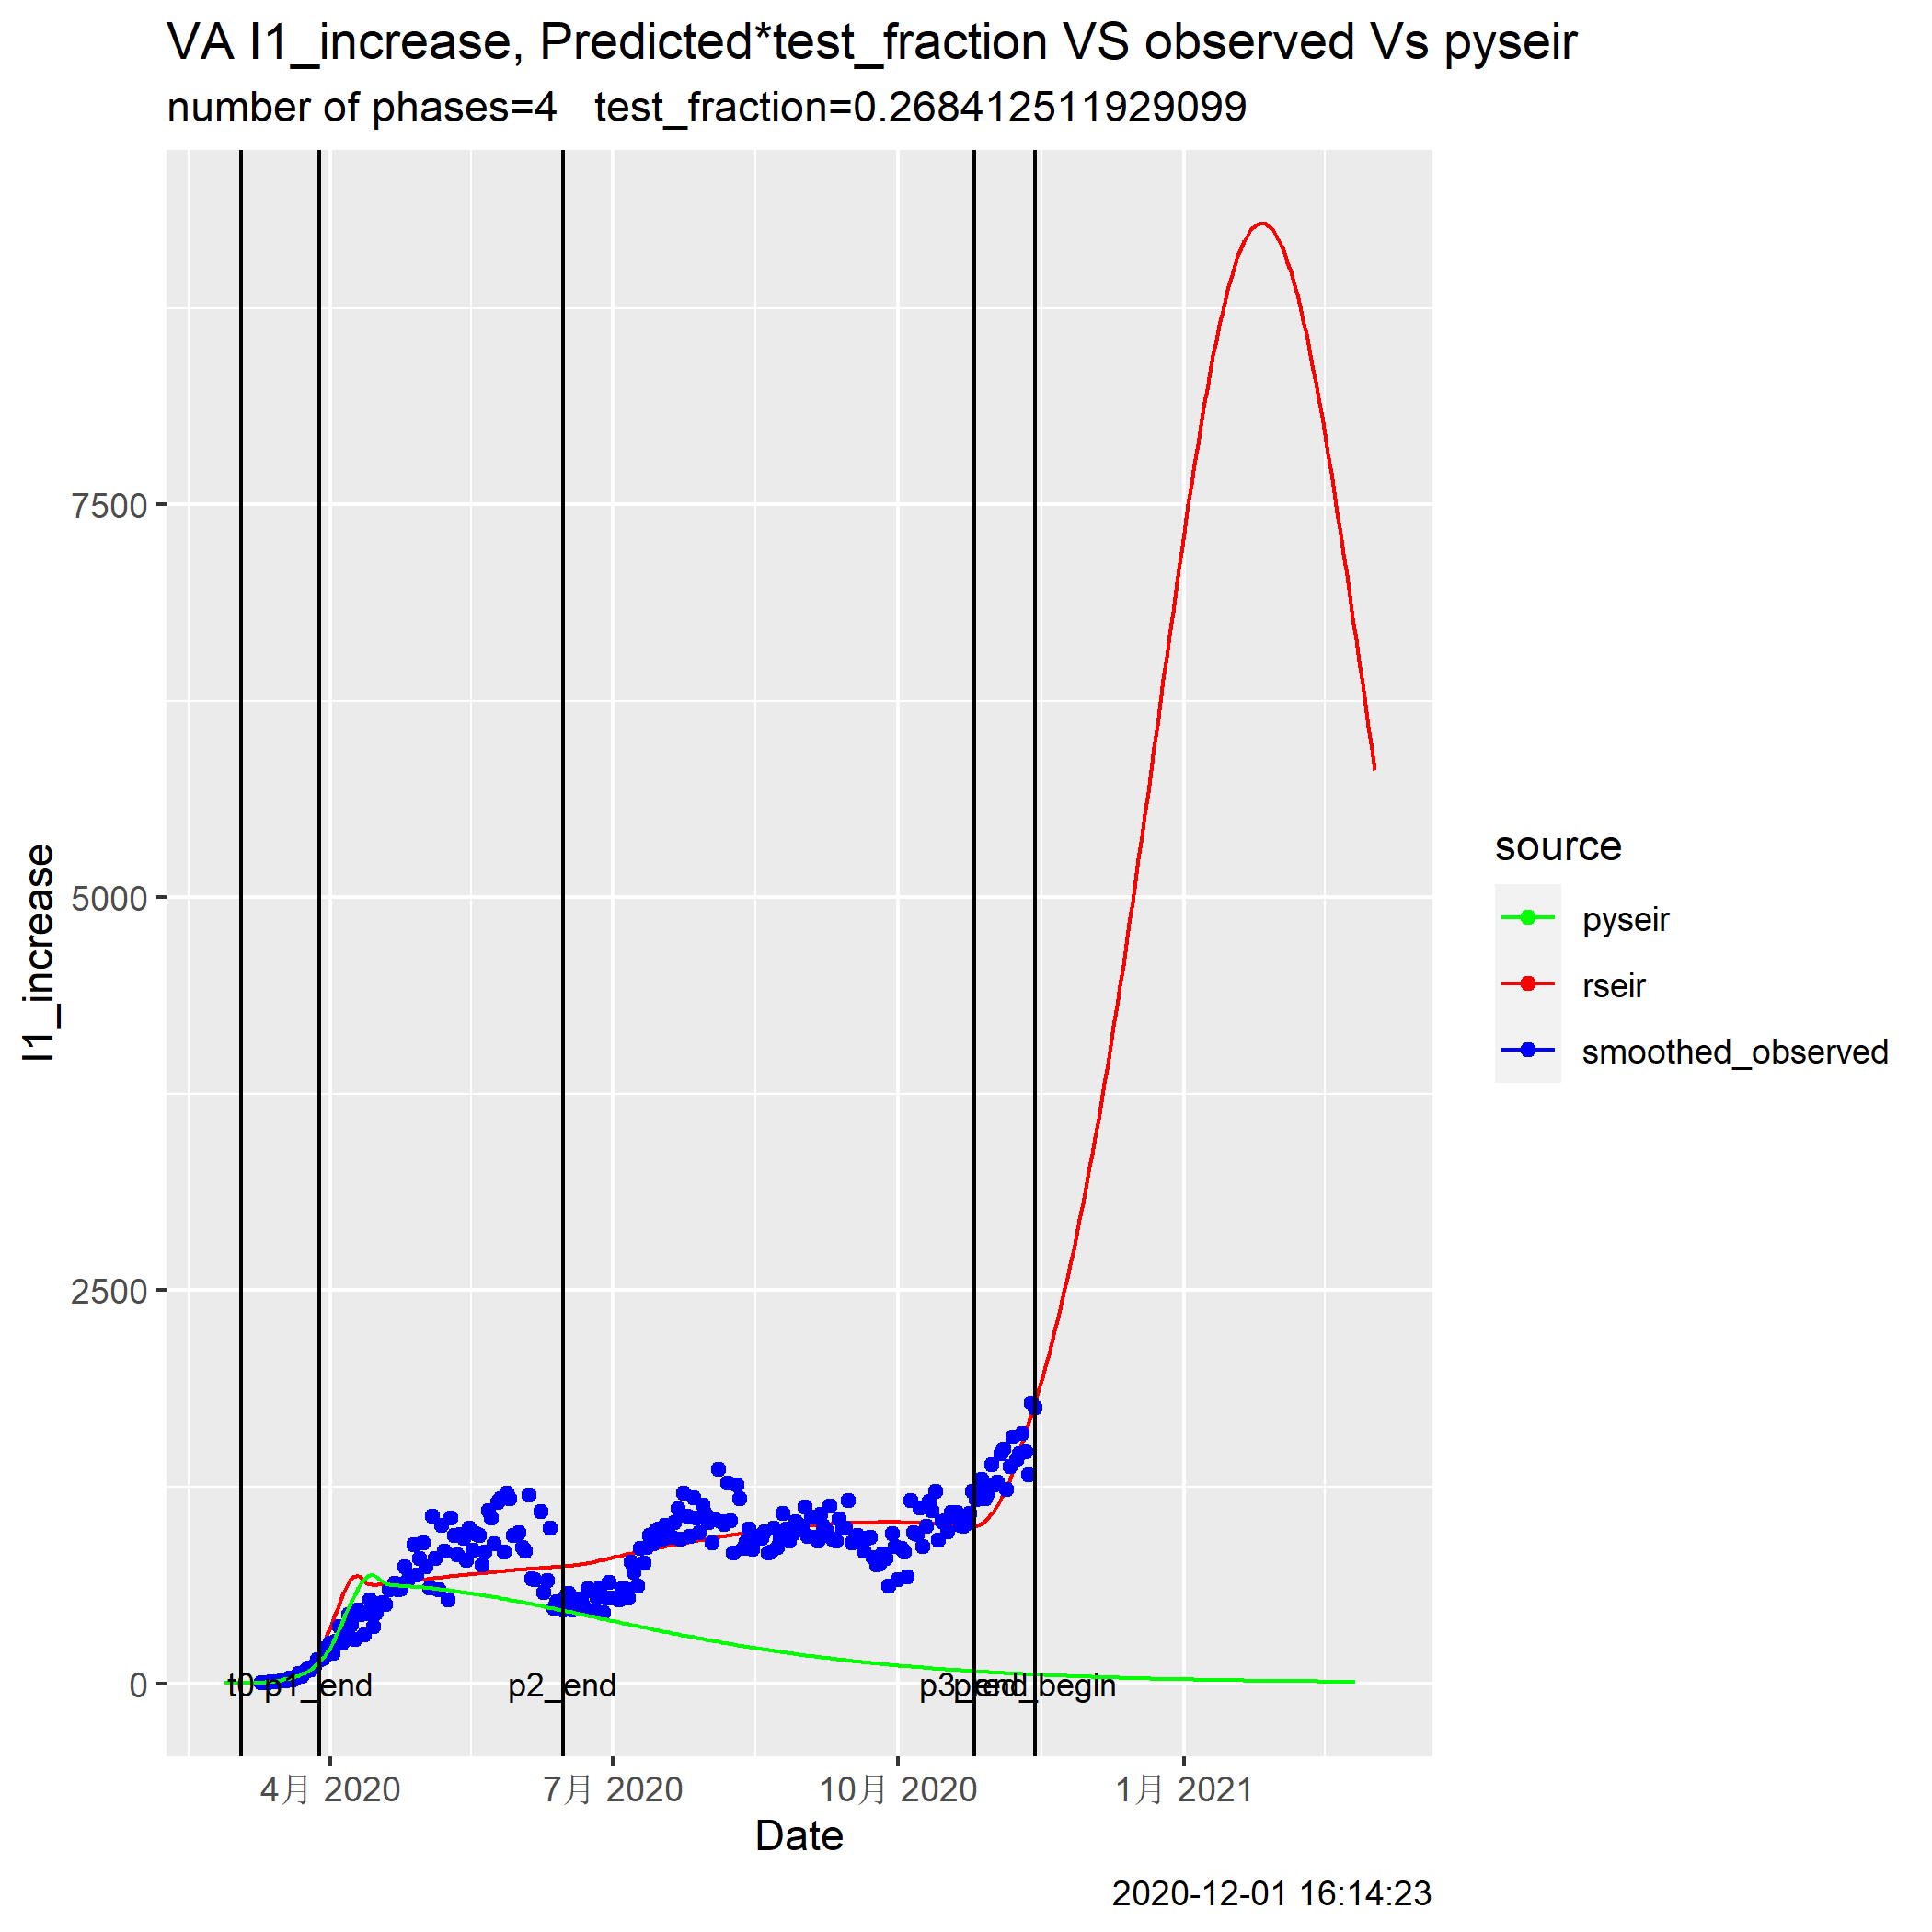 VA I1_increase, Predicted*test_fraction VS observed Vs pyseir
number of phases=4   test_fraction=0.268412511929099
I1_increase
7500
5000
2500
0
t0
p1_end
p2_end
p3_end
pred_begin
4月 2020
7月 2020
10月 2020
1月 2021
Date
source
pyseir
rseir
smoothed_observed
2020-12-01 16:14:23